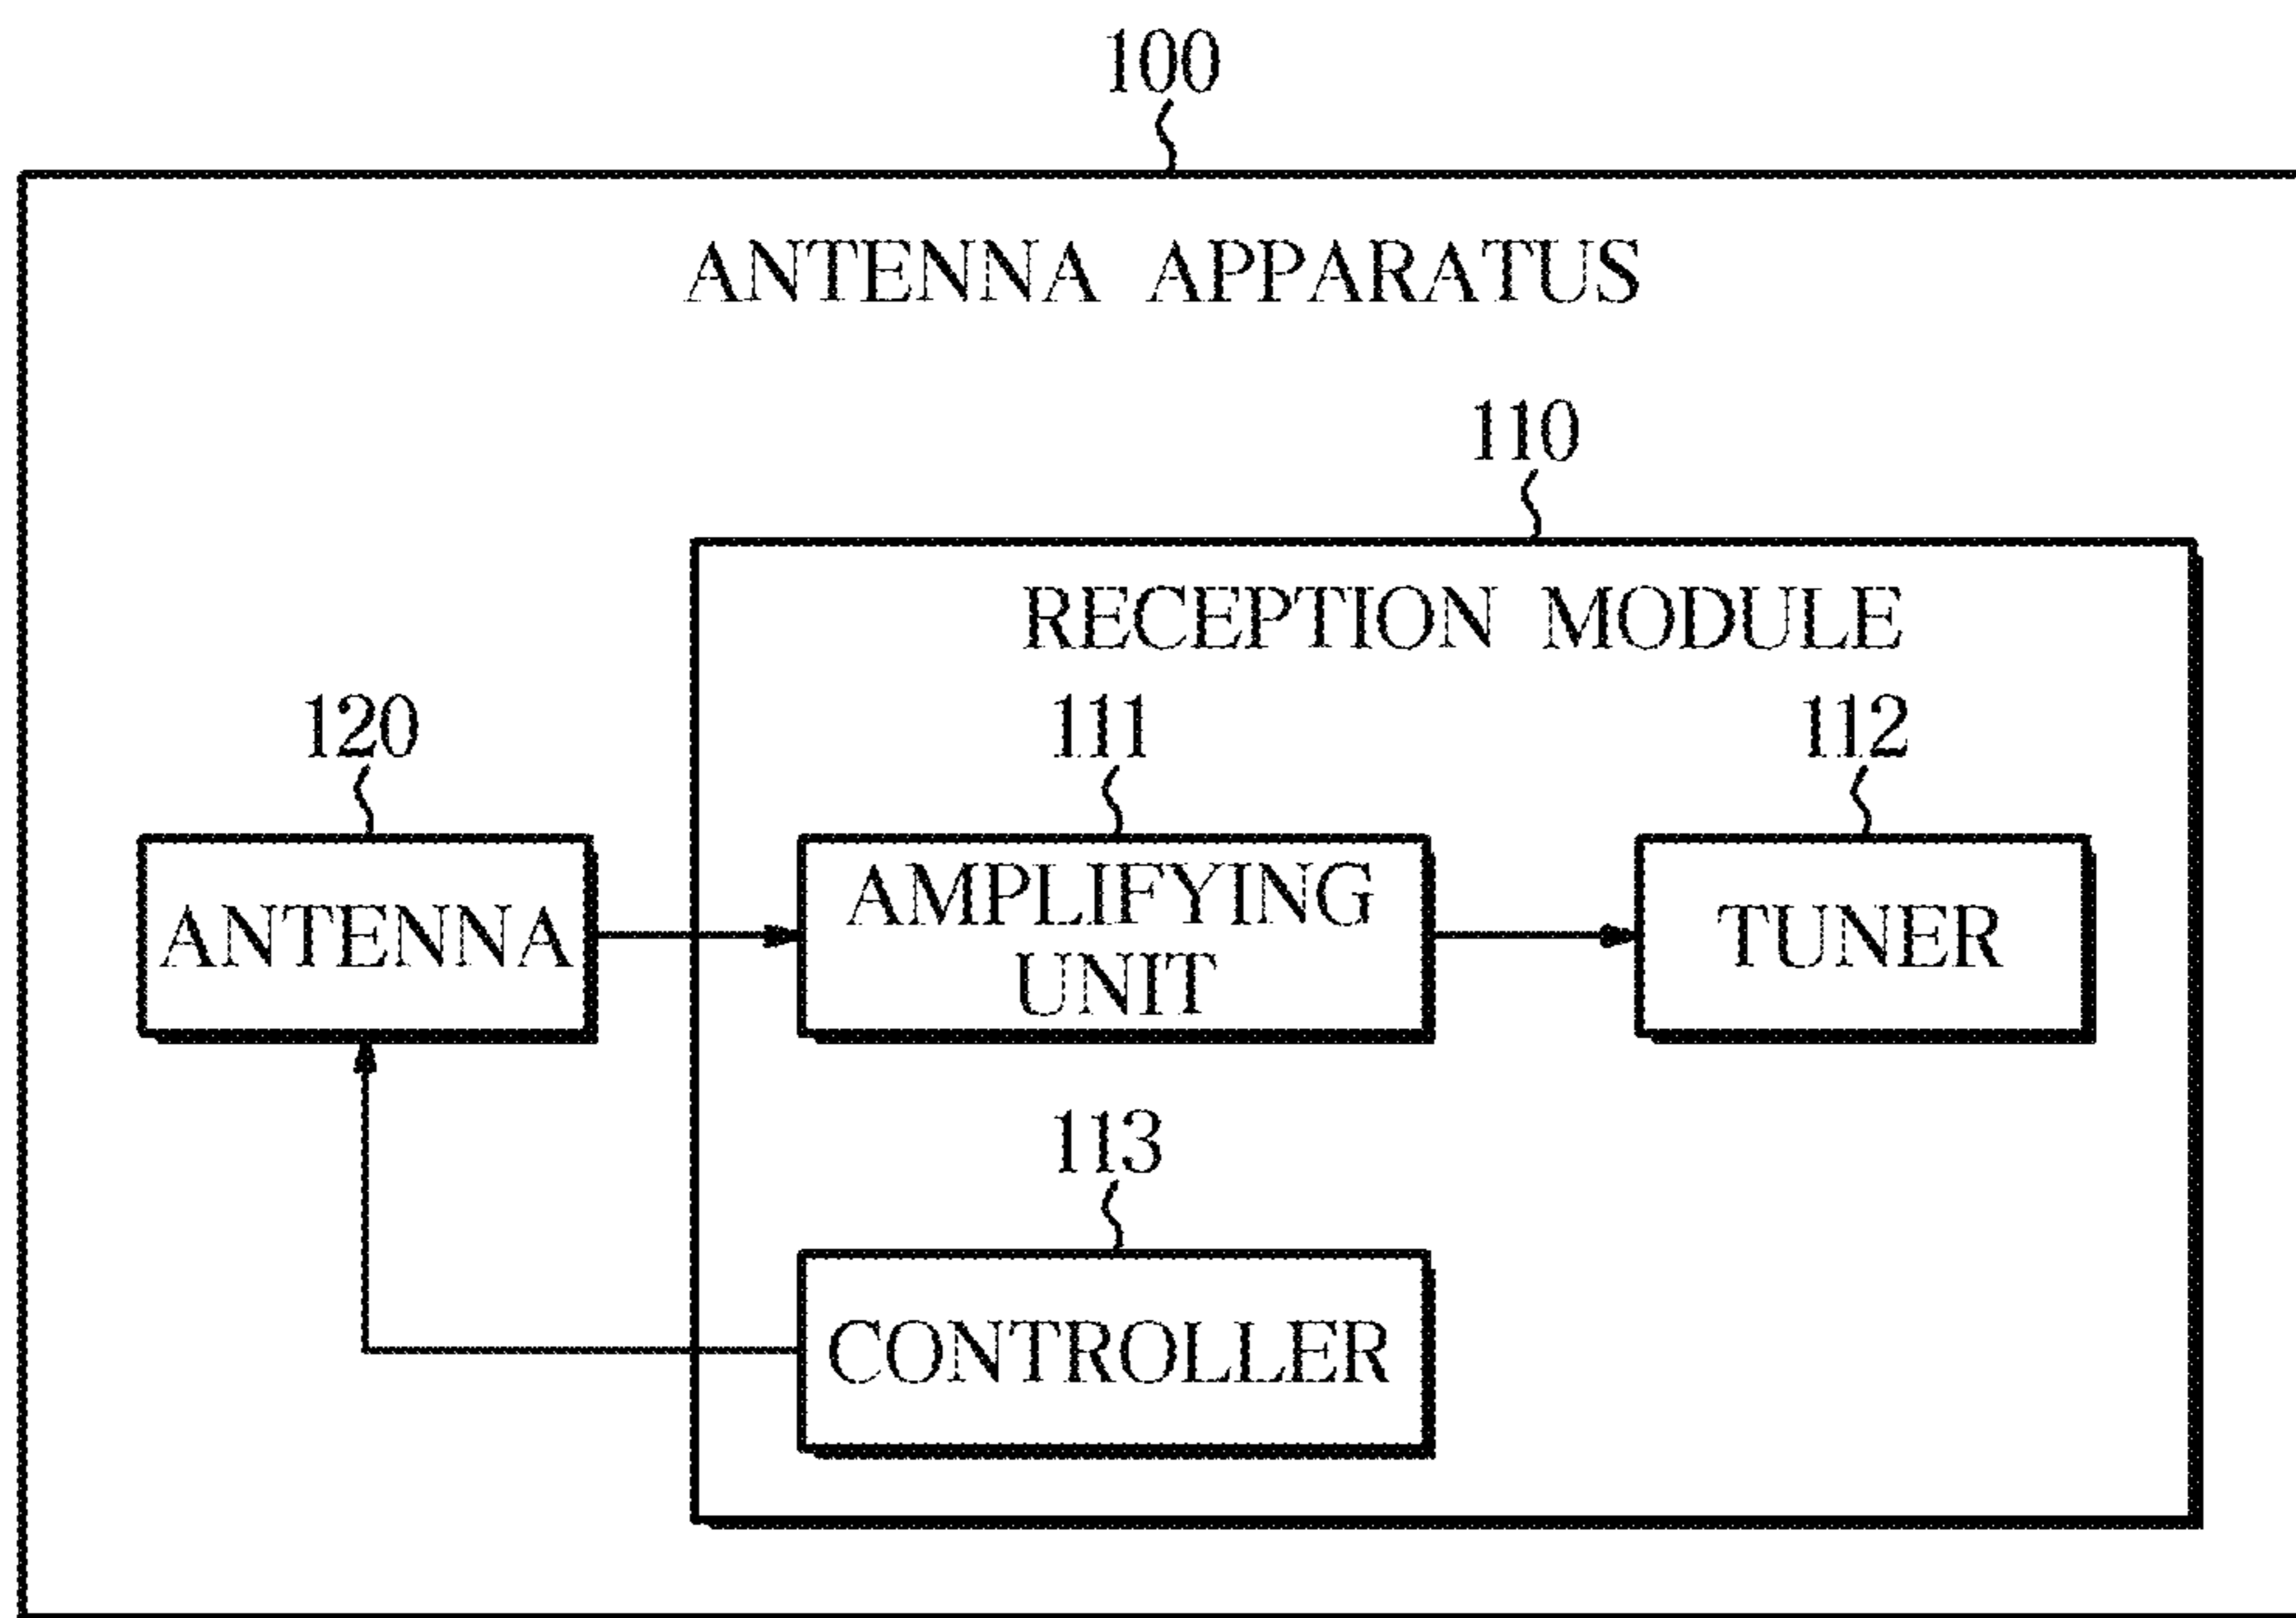 100
ANTENNA APPARATUS
110
RECEPTION MODULE
120
111
112
ANTENNA
AMPLIFYING
UNIT
TUNER
113
CONTROLLER